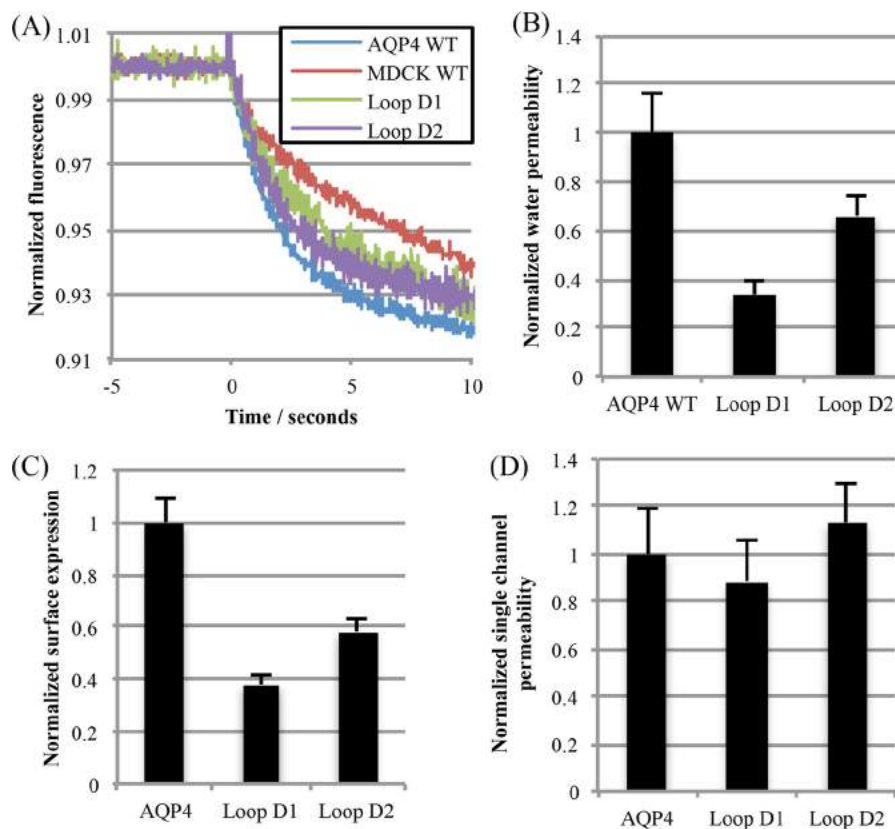 (A)
1.01
0.99
0.97
0.95
0.93
0.91
Normalized fluorescence
AQP4 WT
MDCK WT
Loop D1
Loop D2
-5 0 5 10
Time / seconds
(B)
1.4
1.2
1
0.8
0.6
0.4
0.2
0
Normalized water permeability
AQP4 WT Loop D1 Loop D2
(C)
1.2
1
0.8
0.6
0.4
0.2
0
Normalized surface expression
AQP4 Loop D1 Loop D2
(D)
1.4
1.2
1
0.8
0.6
0.4
0.2
0
Normalized single channel
permeability
AQP4 Loop D1 Loop D2